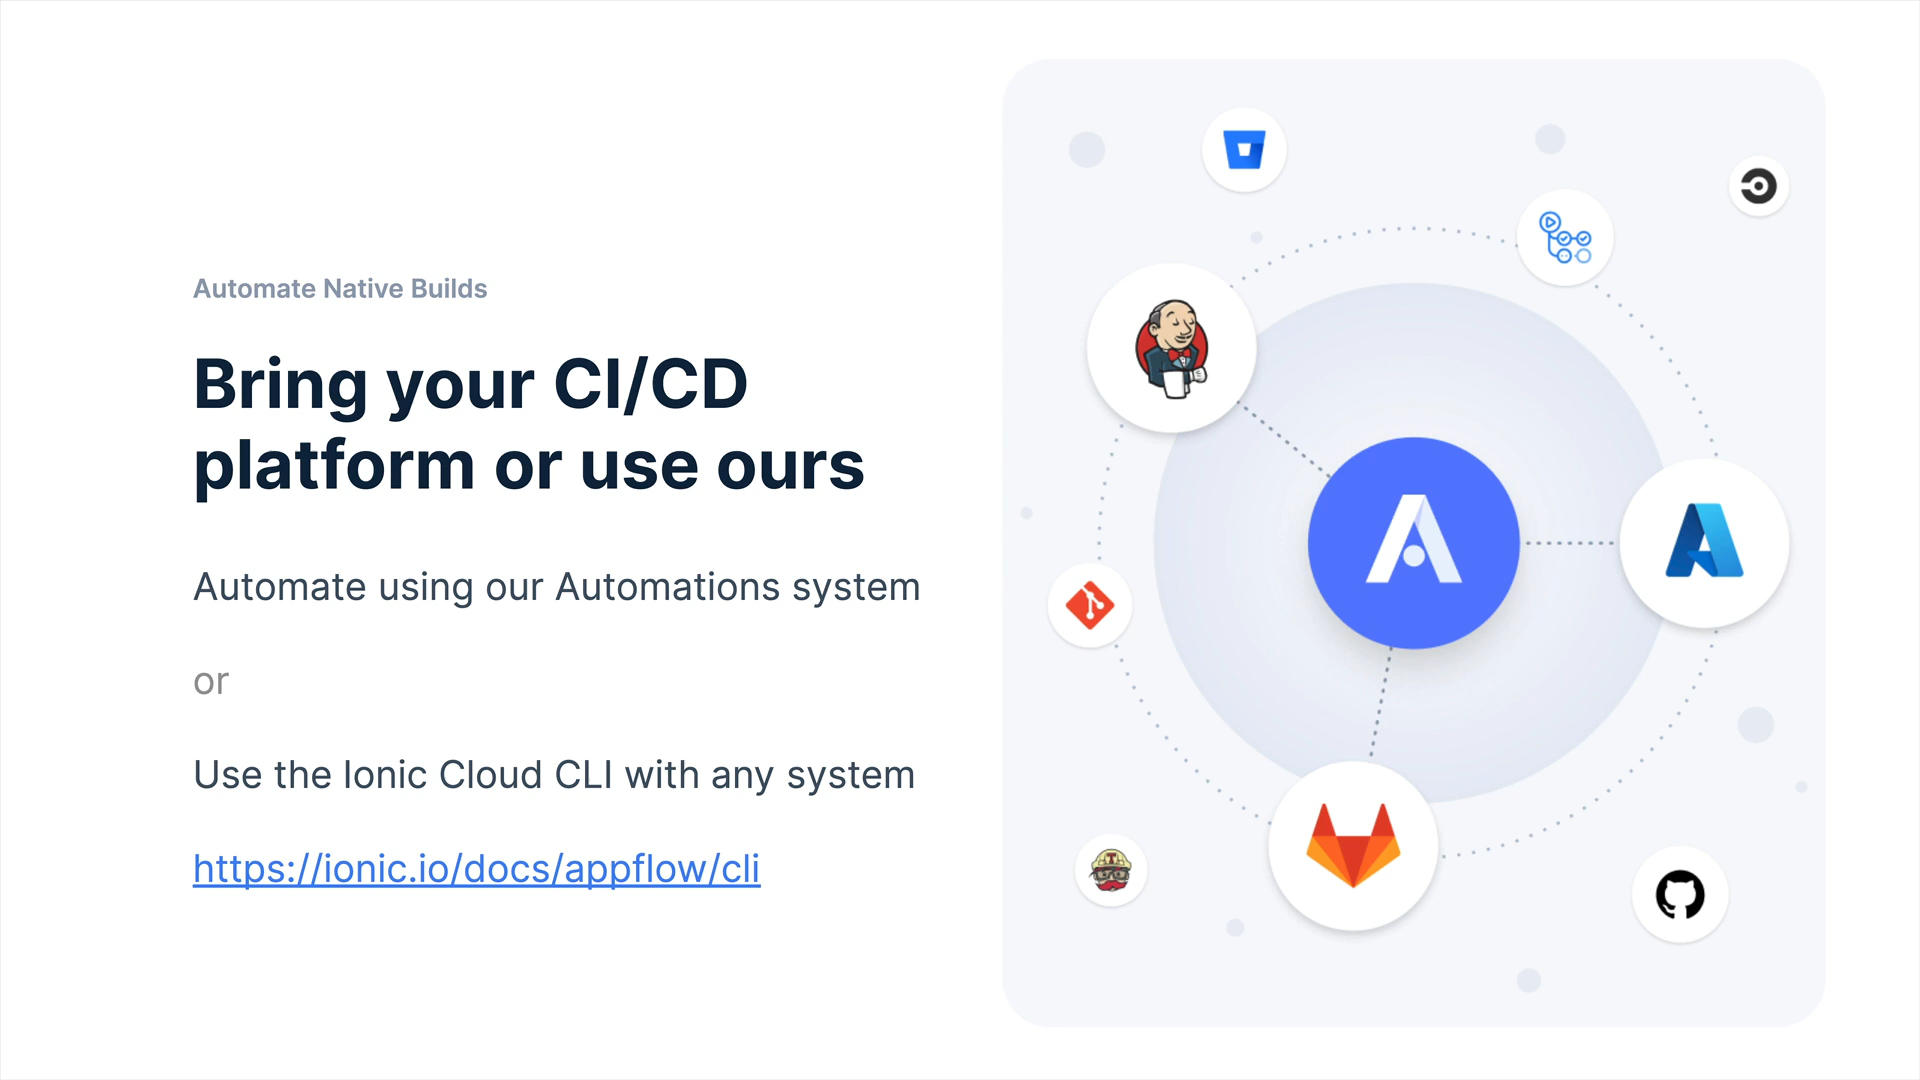 Automate Native Builds
Bring your CI/CD
platform or use ours
Automate using our Automations system
or
Use the Ionic Cloud CLI with any system
https://ionic.io/docs/appflow/cli